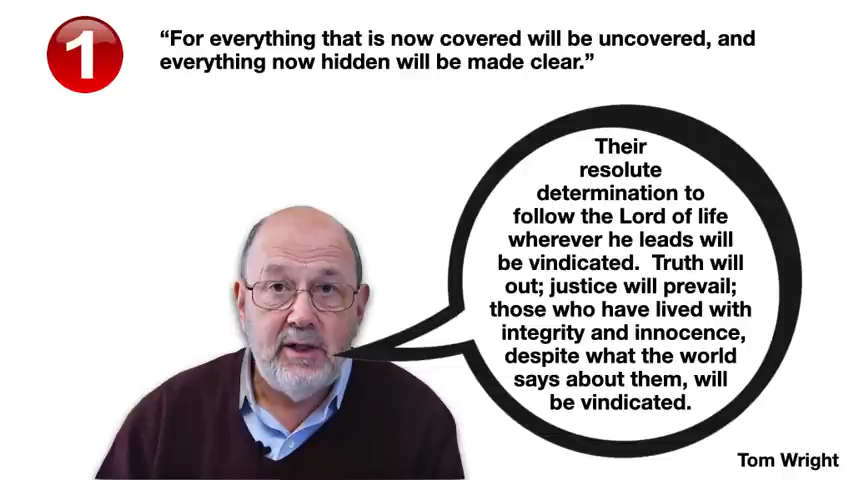 1
“For everything that is now covered will be uncovered, and
everything now hidden will be made clear.”
Their
resolute
determination to
follow the Lord of life
wherever he leads will
be vindicated.  Truth will
out; justice will prevail;
those who have lived with
integrity and innocence,
despite what the world
says about them, will
be vindicated.
Tom Wright